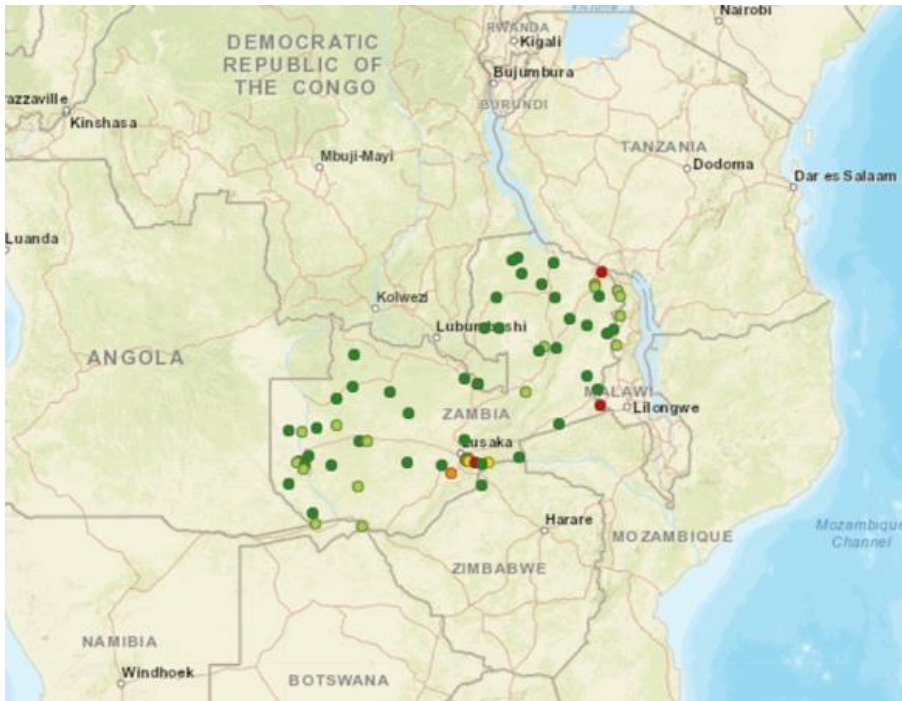 Victoria
Nairobi
RWANDA
Kigali
DEMOCRATIC
REPUBLIC OF
THE CONGO
Bujumbura
BURUNDI
razzaville
Kinshasa
TANZANIA
Mbuji-Mayi
Dodoma
Dar es Salaam
Luanda
Kolwezi
Lubumbashi
ANGOLA
MALAWI
Lilongwe
ZAMBIA
Lusaka
Harare
MOZAMBIQUE
Mozambique
Channel
ZIMBABWE
NAMIBIA
Windhoek
BOTSWANA